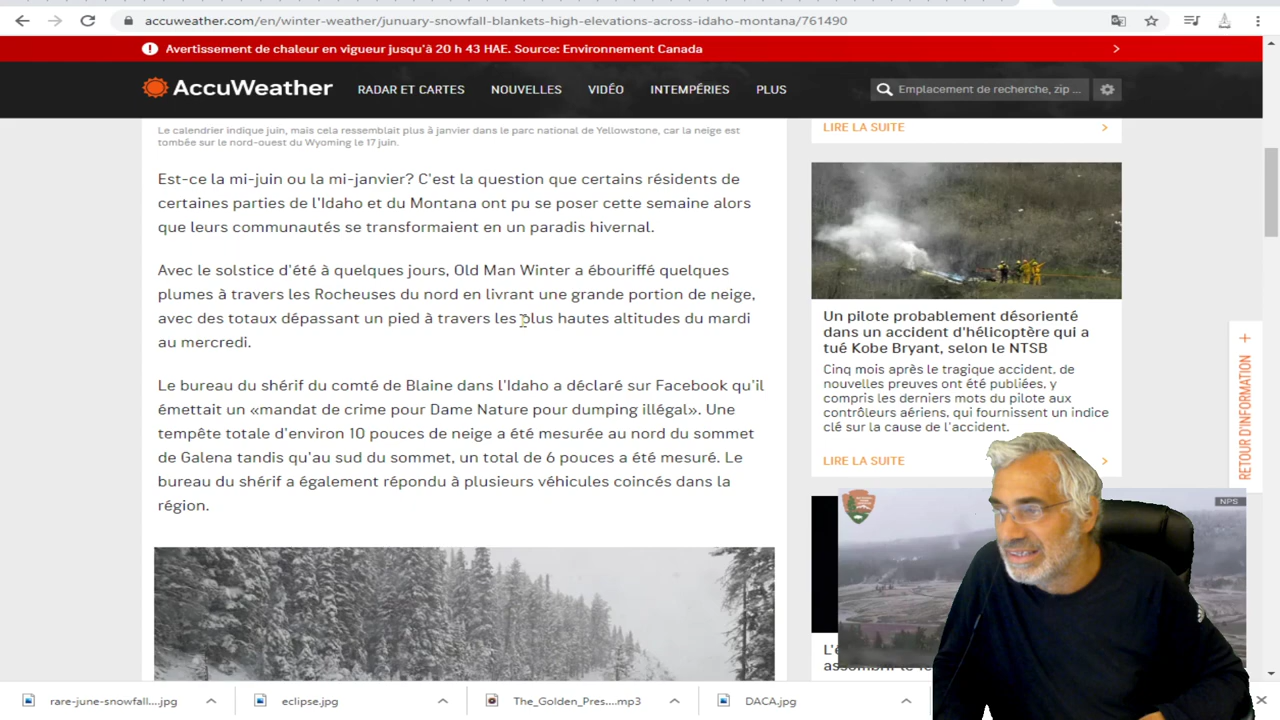 accuweather.com/en/winter-weather/junuary-snowfall-blankets-high-elevations-across-idaho-montana/761490
Avertissement de chaleur en vigueur jusqu'à 20 h 43 HAE. Source: Environnement Canada
AccuWeather
RADAR ET CARTES
NOUVELLES
VIDÉO
INTEMPÉRIES
PLUS
Emplacement de recherche, zip ...
Le calendrier indique juin, mais cela ressemblait plus à janvier dans le parc national de Yellowstone, car la neige est
tombée sur le nord-ouest du Wyoming le 17 juin.
Est-ce la mi-juin ou la mi-janvier? C'est la question que certains résidents de
certaines parties de l'Idaho et du Montana ont pu se poser cette semaine alors
que leurs communautés se transformaient en un paradis hivernal.
Avec le solstice d'été à quelques jours, Old Man Winter a ébouriffé quelques
plumes à travers les Rocheuses du nord en livrant une grande portion de neige,
avec des totaux dépassant un pied à travers les plus hautes altitudes du mardi
au mercredi.
Le bureau du shérif du comté de Blaine dans l'Idaho a déclaré sur Facebook qu'il
émettait un «mandat de crime pour Dame Nature pour dumping illégal». Une
tempête totale d'environ 10 pouces de neige a été mesurée au nord du sommet
de Galena tandis qu'au sud du sommet, un total de 6 pouces a été mesuré. Le
bureau du shérif a également répondu à plusieurs véhicules coincés dans la
région.
LIRE LA SUITE
Un pilote probablement désorienté
dans un accident d'hélicoptère qui a
tué Kobe Bryant, selon le NTSB
Cinq mois après le tragique accident, de
nouvelles preuves ont été publiées, y
compris les derniers mots du pilote aux
contrôleurs aériens, qui fournissent un indice
clé sur la cause de l'accident.
LIRE LA SUITE
RETOUR D'INFORMATION
NPS
rare-june-snowfall....jpg
eclipse.jpg
The_Golden_Pres....mp3
DACA.jpg